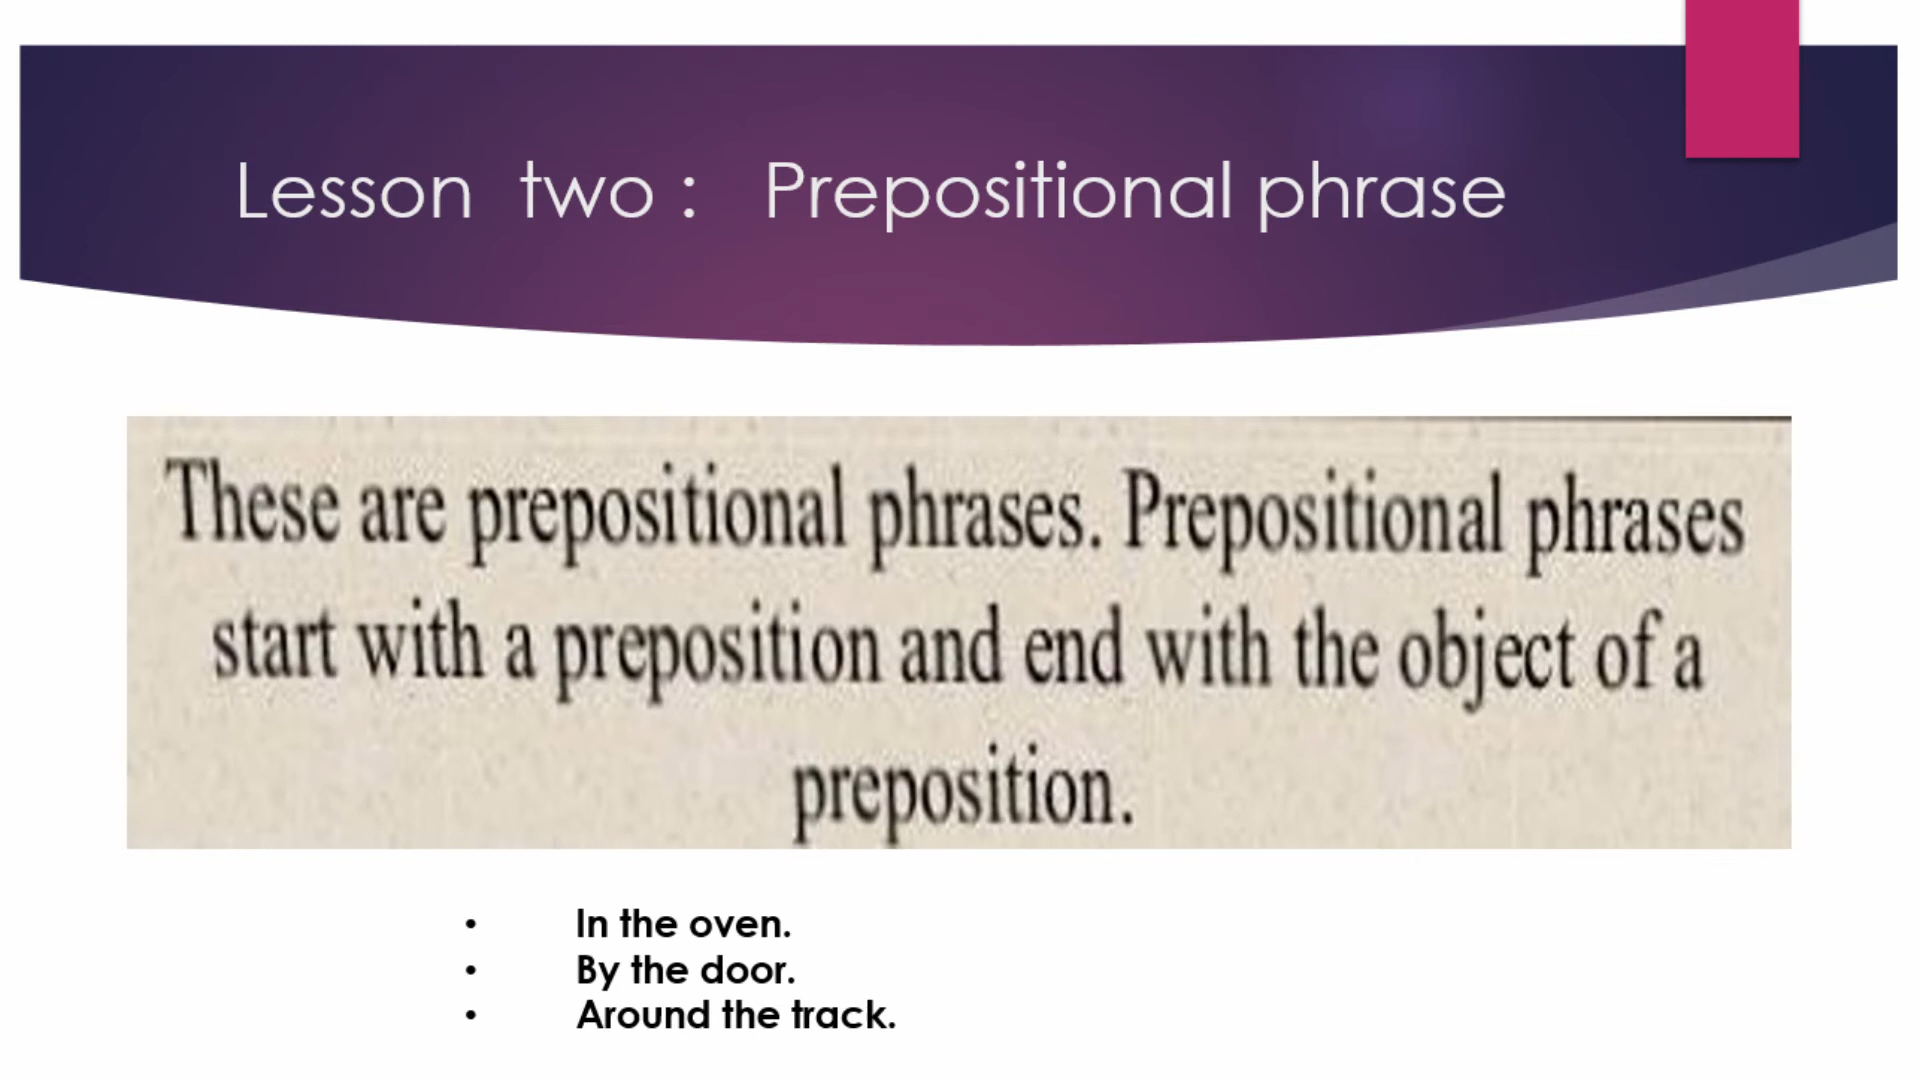 Lesson two : Prepositional phrase
These are prepositional phrases. Prepositional phrases
start with a preposition and end with the object of a
preposition.
• In the oven.
• By the door.
• Around the track.